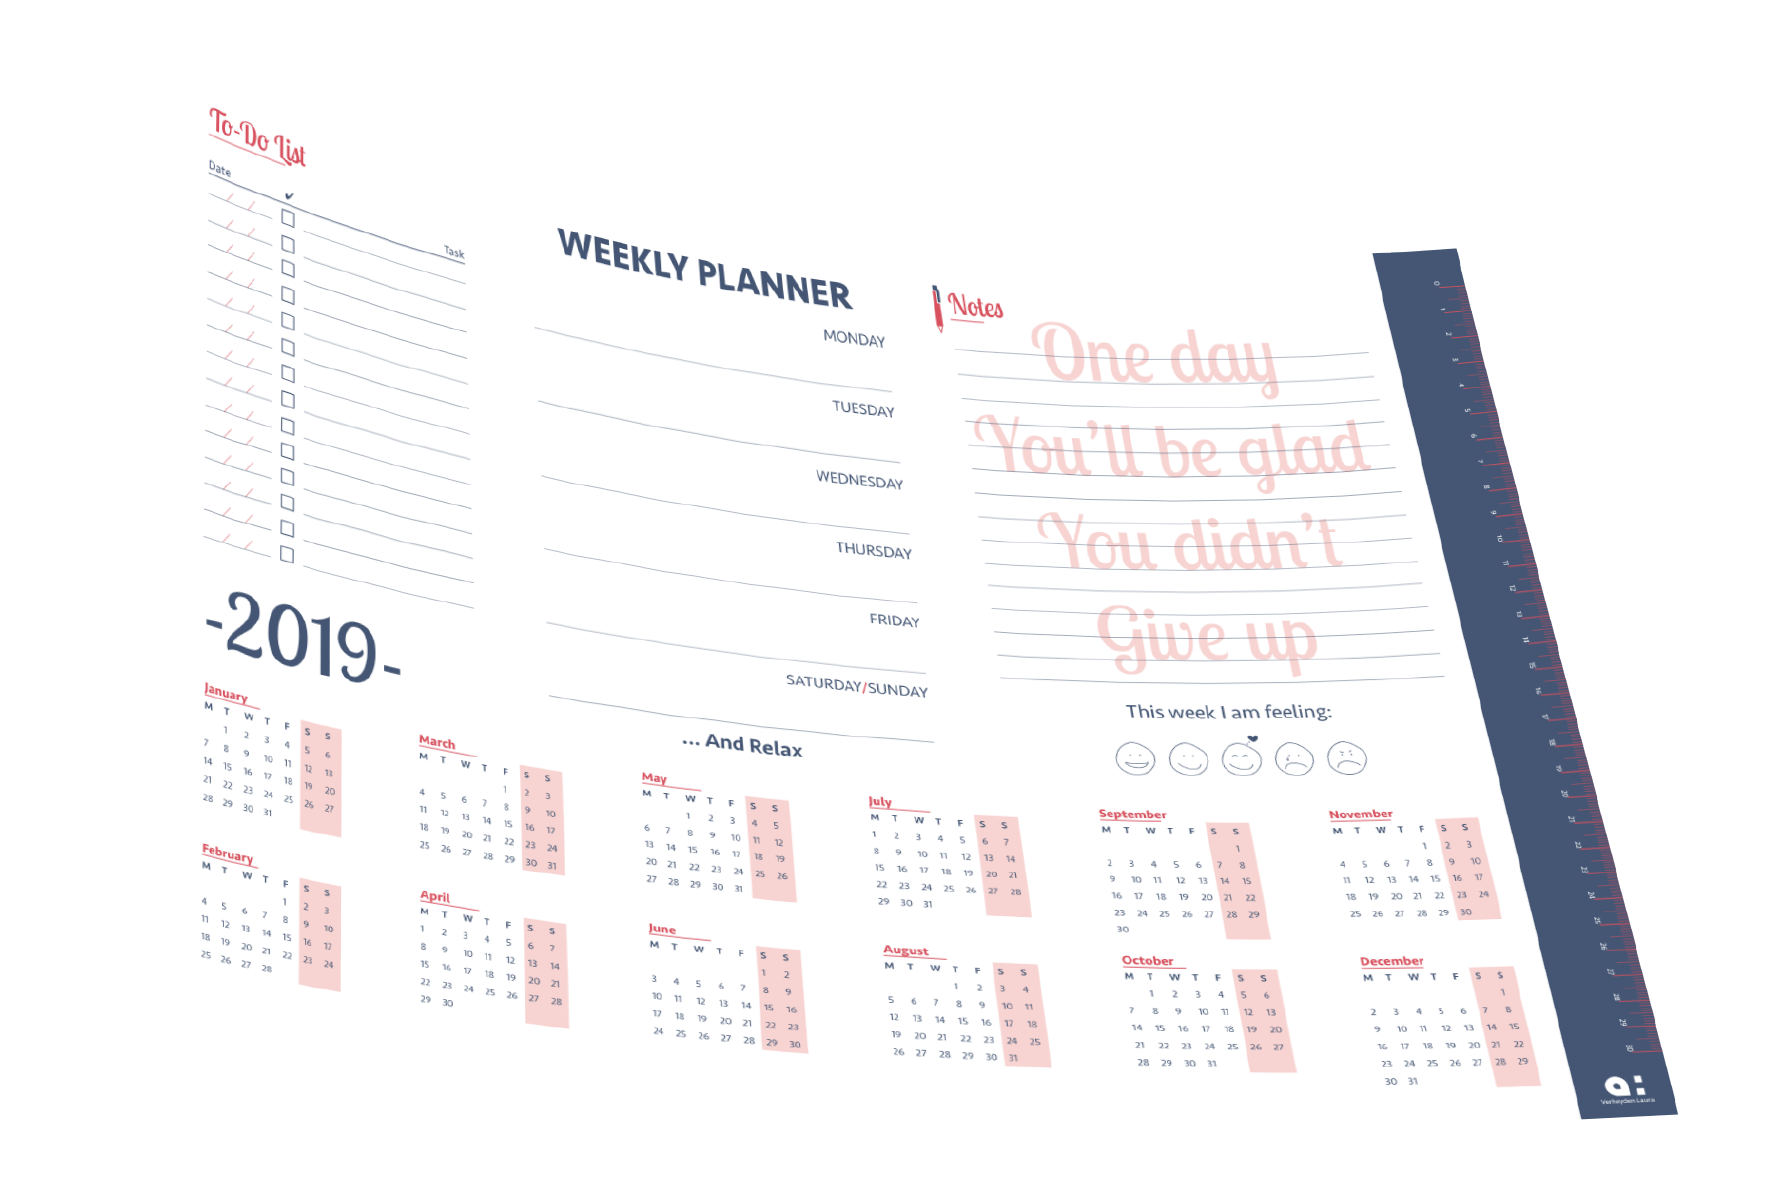 To-Do List
Date
✓
Task
-2019-
WEEKLY PLANNER
MONDAY
TUESDAY
WEDNESDAY
THURSDAY
FRIDAY
SATURDAY/SUNDAY
... And Relax
Notes
One day
You'll be glad
You didn't
Give up
This week I am feeling:
January
M T W T F S S
1 2 3 4 5 6
7 8 9 10 11 12 13
14 15 16 17 18 19 20
21 22 23 24 25 26 27
28 29 30 31
February
M T W T F S S
1 2 3
4 5 6 7 8 9 10
11 12 13 14 15 16 17
18 19 20 21 22 23 24
25 26 27 28
March
M T W T F S S
1 2 3
4 5 6 7 8 9 10
11 12 13 14 15 16 17
18 19 20 21 22 23 24
25 26 27 28 29 30 31
April
M T W T F S S
1 2 3 4 5 6 7
8 9 10 11 12 13 14
15 16 17 18 19 20 21
22 23 24 25 26 27 28
29 30
May
M T W T F S S
1 2 3 4 5
6 7 8 9 10 11 12
13 14 15 16 17 18 19
20 21 22 23 24 25 26
27 28 29 30 31
June
M T W T F S S
1 2
3 4 5 6 7 8 9
10 11 12 13 14 15 16
17 18 19 20 21 22 23
24 25 26 27 28 29 30
July
M T W T F S S
1 2 3 4 5 6 7
8 9 10 11 12 13 14
15 16 17 18 19 20 21
22 23 24 25 26 27 28
29 30 31
August
M T W T F S S
1 2 3 4
5 6 7 8 9 10 11
12 13 14 15 16 17 18
19 20 21 22 23 24 25
26 27 28 29 30 31
September
M T W T F S S
1
2 3 4 5 6 7 8
9 10 11 12 13 14 15
16 17 18 19 20 21 22
23 24 25 26 27 28 29
30
October
M T W T F S S
1 2 3 4 5 6
7 8 9 10 11 12 13
14 15 16 17 18 19 20
21 22 23 24 25 26 27
28 29 30 31
November
M T W T F S S
1 2 3
4 5 6 7 8 9 10
11 12 13 14 15 16 17
18 19 20 21 22 23 24
25 26 27 28 29 30
December
M T W T F S S
1
2 3 4 5 6 7 8
9 10 11 12 13 14 15
16 17 18 19 20 21 22
23 24 25 26 27 28 29
30 31
0 1 2 3 4 5 6 7 8 9 10 11 12 13 14 15 16 17 18 19 20 21 22 23 24 25 26 27 28 29 30
a:
Verheyden Laura